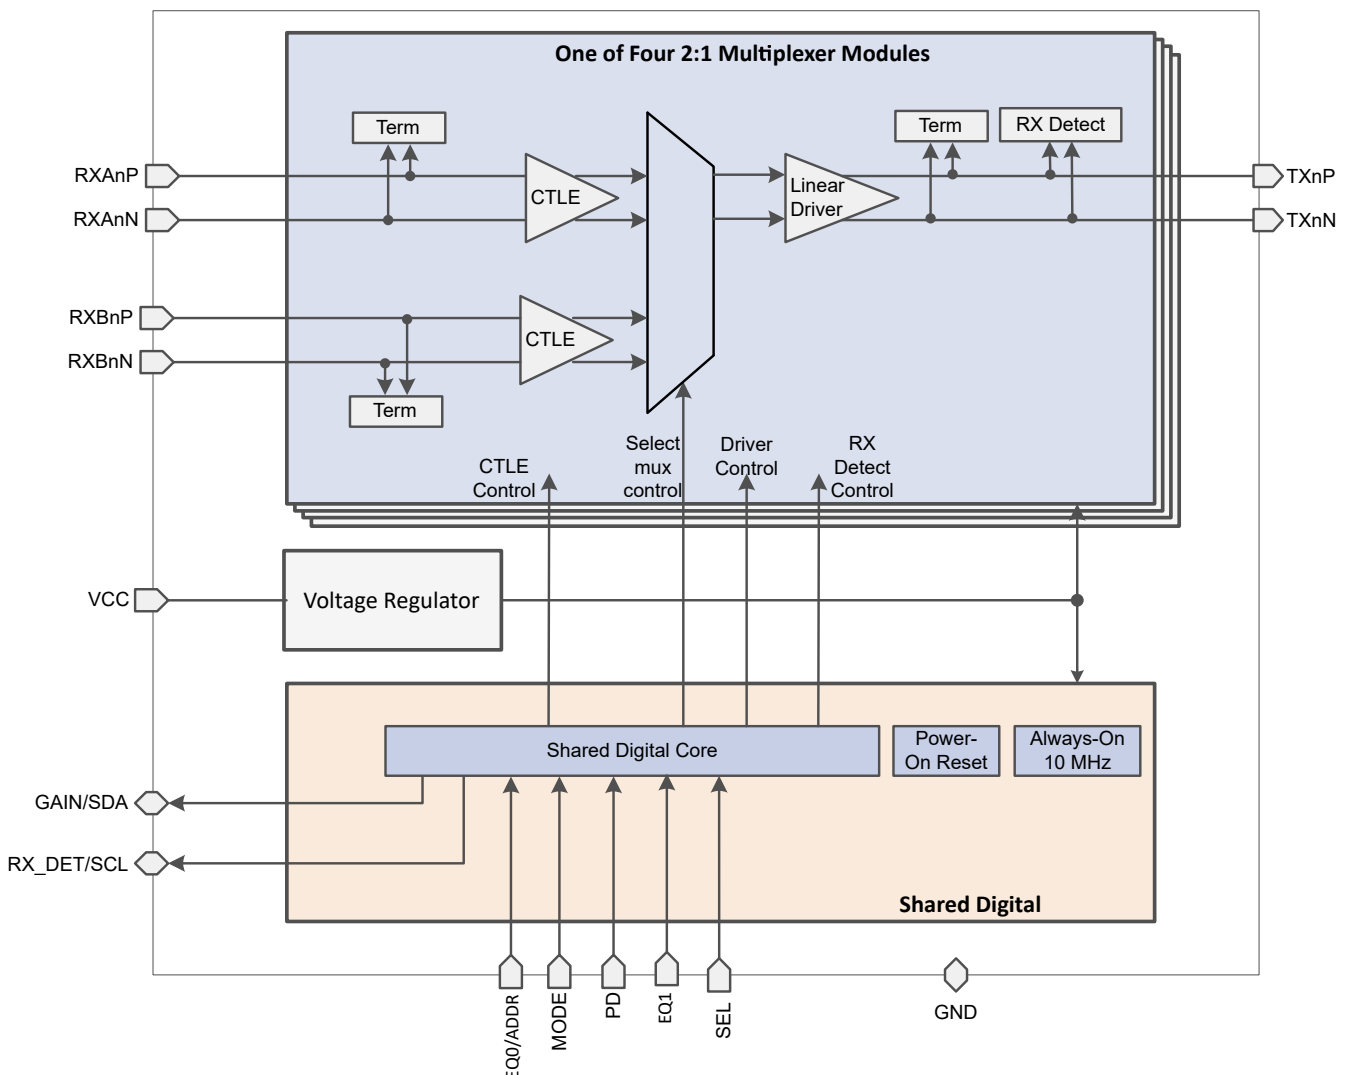 One of Four 2:1 Multiplexer Modules
Term
Term
RX Detect
RXAnP
CTLE
Linear
Driver
TXnP
RXAnN
TXnN
RXBnP
CTLE
RXBnN
Term
CTLE
Control
Select
mux
control
Driver
Control
RX
Detect
Control
VCC
Voltage Regulator
Shared Digital Core
Power-
On Reset
Always-On
10 MHz
GAIN/SDA
RX_DET/SCL
Shared Digital
EQ0/ADDR
MODE
PD
EQ1
SEL
GND